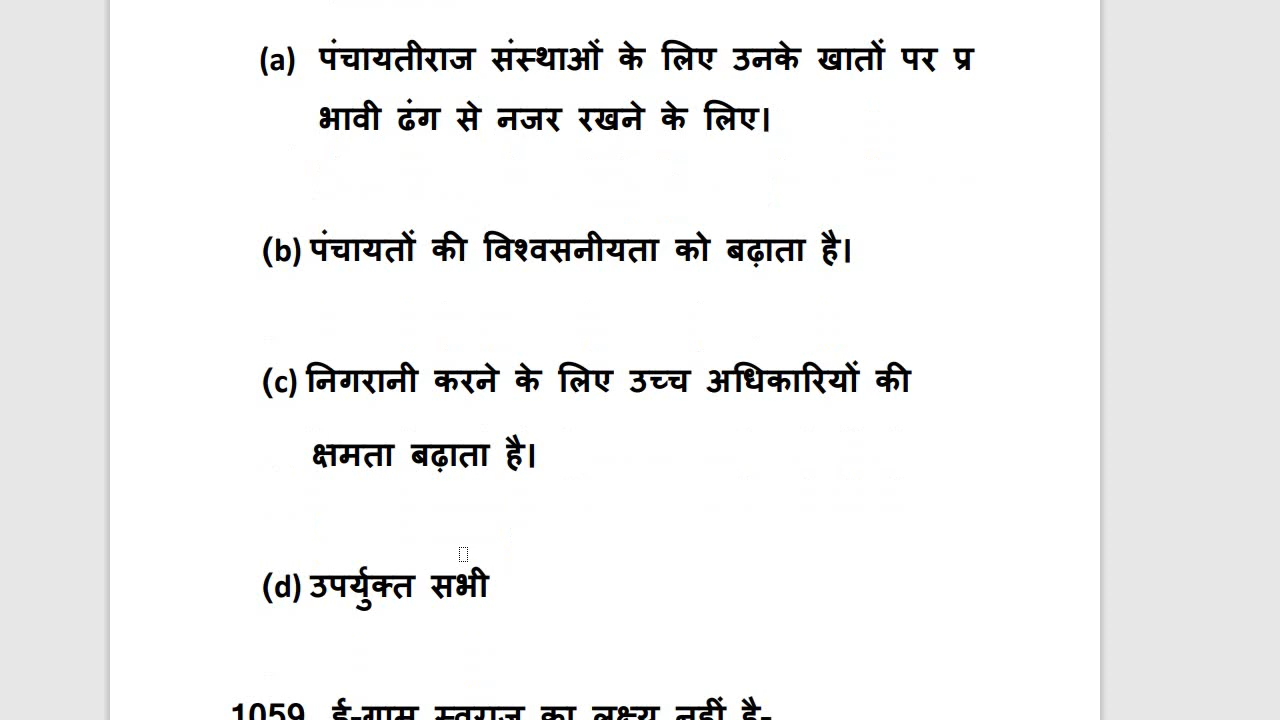 (a) पंचायतीराज संस्थाओं के लिए उनके खातों पर प्र
भावी ढंग से नजर रखने के लिए।
(b) पंचायतों की विश्वसनीयता को बढ़ाता है।
(c) निगरानी करने के लिए उच्च अधिकारियों की
क्षमता बढ़ाता है।
(d) उपर्युक्त सभी
1059 ई-ग्राम स्वराज का लक्ष्य नहीं है-